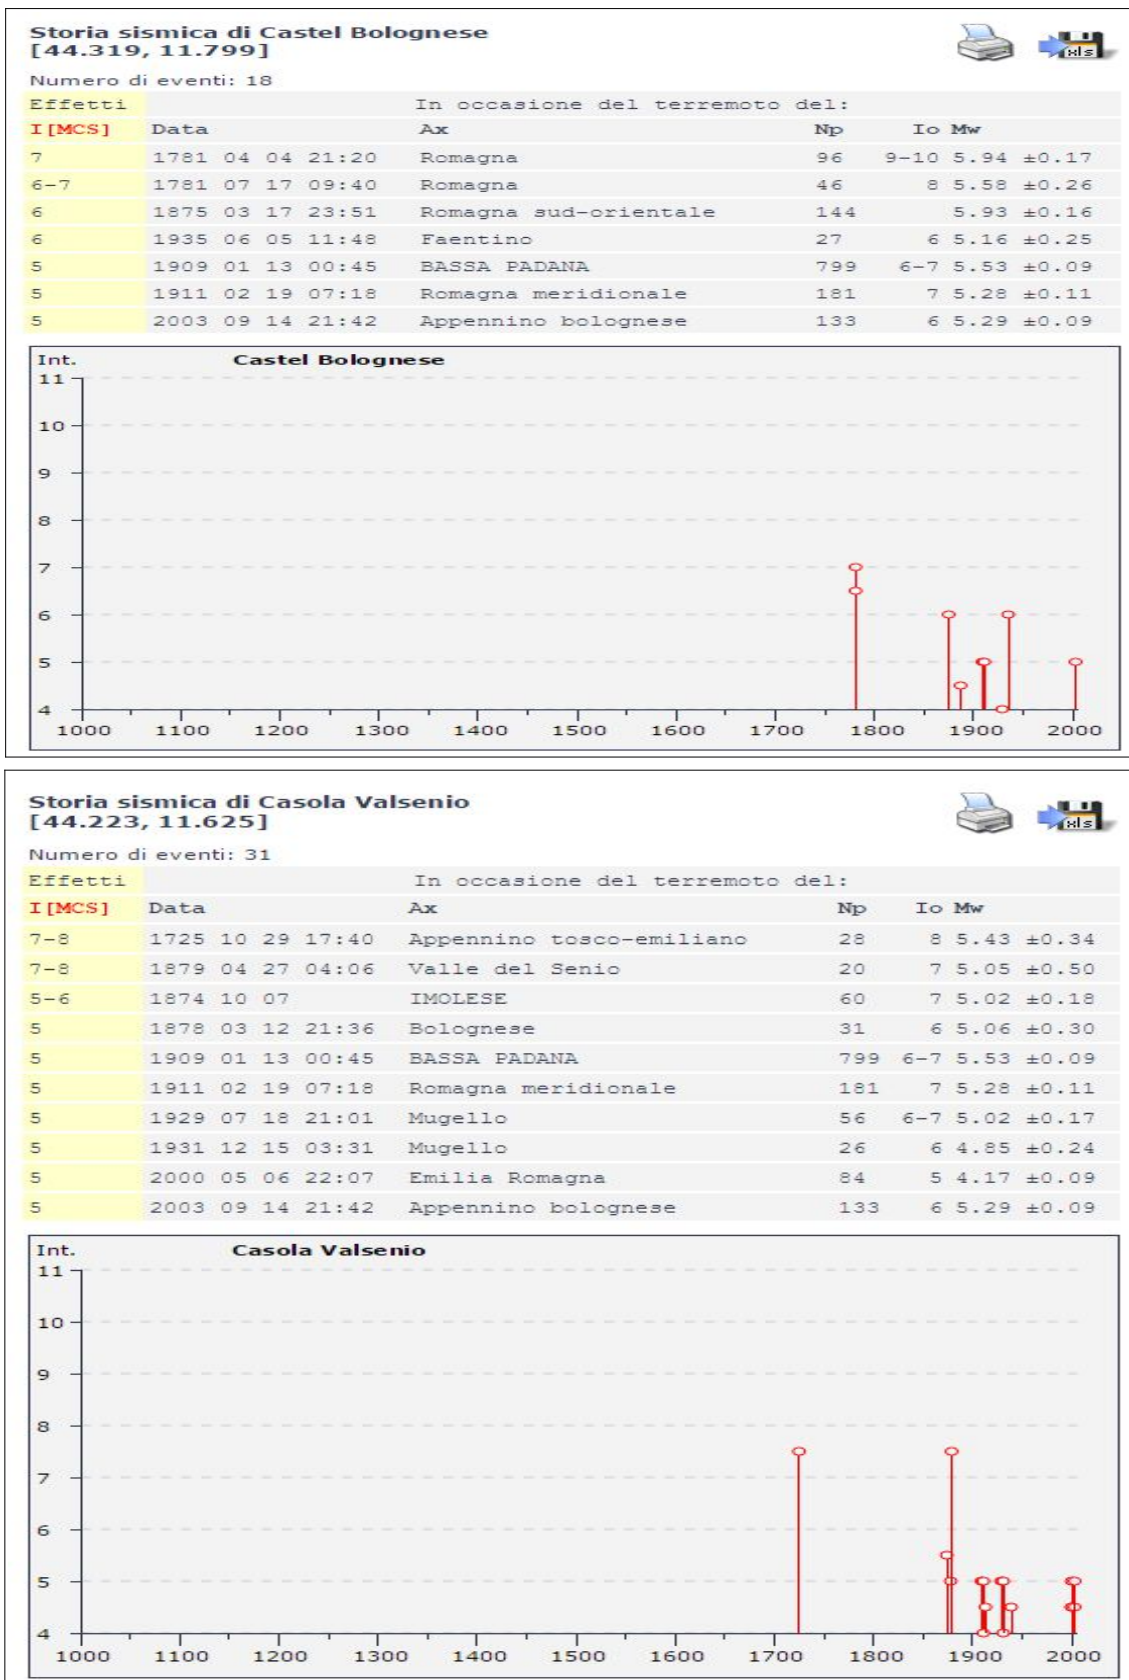 Storia sismica di Castel Bolognese
[44.319, 11.799]
xls
Numero di eventi: 18
Effetti In occasione del terremoto del:
I[MCS] Data Ax Np Io Mw
7 1781 04 04 21:20 Romagna 96 9-10 5.94 ±0.17
6-7 1781 07 17 09:40 Romagna 46 8 5.58 ±0.26
6 1875 03 17 23:51 Romagna sud-orientale 144 5.93 ±0.16
6 1935 06 05 11:48 Faentino 27 6 5.16 ±0.25
5 1909 01 13 00:45 BASSA PADANA 799 6-7 5.53 ±0.09
5 1911 02 19 07:18 Romagna meridionale 181 7 5.28 ±0.11
5 2003 09 14 21:42 Appennino bolognese 133 6 5.29 ±0.09
Int. Castel Bolognese
11
10
9
8
7
6
5
4
1000 1100 1200 1300 1400 1500 1600 1700 1800 1900 2000
Storia sismica di Casola Valsenio
[44.223, 11.625]
xls
Numero di eventi: 31
Effetti In occasione del terremoto del:
I[MCS] Data Ax Np Io Mw
7-8 1725 10 29 17:40 Appennino tosco-emiliano 28 8 5.43 ±0.34
7-8 1879 04 27 04:06 Valle del Senio 20 7 5.05 ±0.50
5-6 1874 10 07 IMOLESE 60 7 5.02 ±0.18
5 1878 03 12 21:36 Bolognese 31 6 5.06 ±0.30
5 1909 01 13 00:45 BASSA PADANA 799 6-7 5.53 ±0.09
5 1911 02 19 07:18 Romagna meridionale 181 7 5.28 ±0.11
5 1929 07 18 21:01 Mugello 56 6-7 5.02 ±0.17
5 1931 12 15 03:31 Mugello 26 6 4.85 ±0.24
5 2000 05 06 22:07 Emilia Romagna 84 5 4.17 ±0.09
5 2003 09 14 21:42 Appennino bolognese 133 6 5.29 ±0.09
Int. Casola Valsenio
11
10
9
8
7
6
5
4
1000 1100 1200 1300 1400 1500 1600 1700 1800 1900 2000